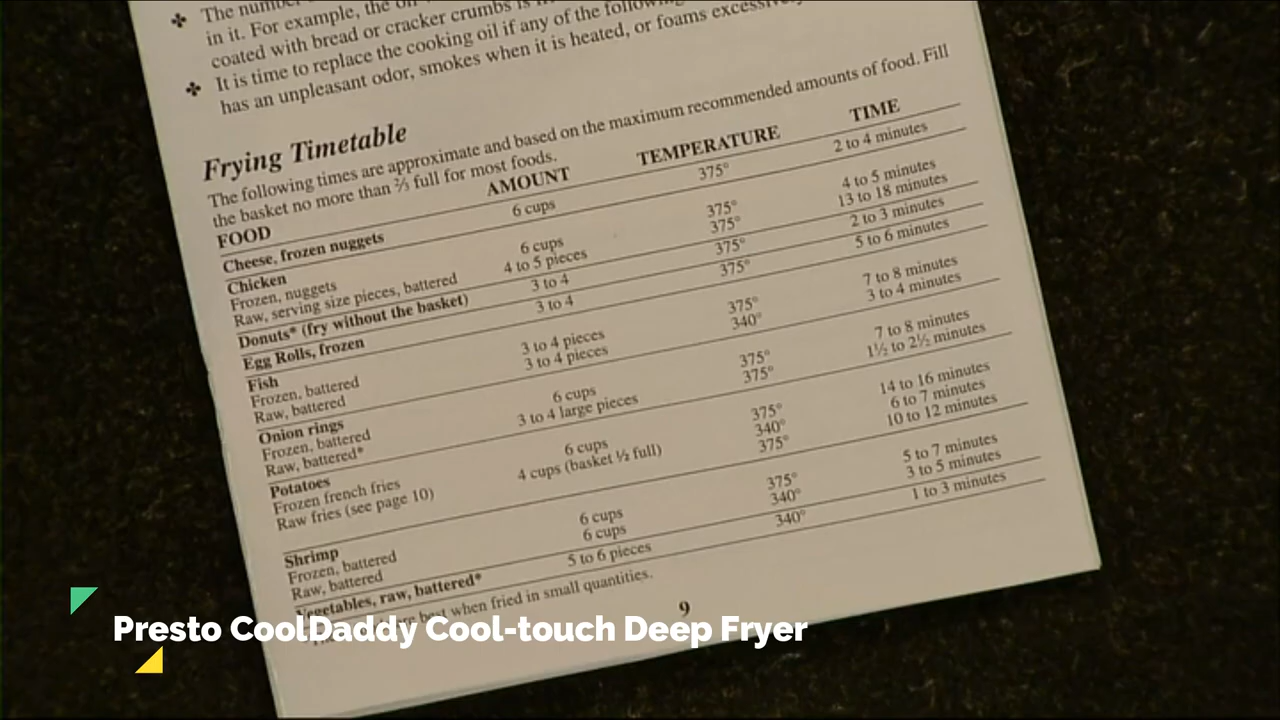 ✤ The number
in it. For example, the oil
coated with bread or cracker crumbs is
✤ It is time to replace the cooking oil if any of the following
has an unpleasant odor, smokes when it is heated, or foams excessively
Frying Timetable
The following times are approximate and based on the maximum recommended amounts of food. Fill
the basket no more than ⅔ full for most foods.
FOOD AMOUNT TEMPERATURE TIME
Cheese, frozen nuggets 6 cups 375° 2 to 4 minutes
Chicken
Frozen, nuggets 6 cups 375° 4 to 5 minutes
Raw, serving size pieces, battered 4 to 5 pieces 375° 13 to 18 minutes
Donuts* (fry without the basket) 3 to 4 375° 2 to 3 minutes
Egg Rolls, frozen 3 to 4 375° 5 to 6 minutes
Fish
Frozen, battered 3 to 4 pieces 375° 7 to 8 minutes
Raw, battered 3 to 4 pieces 340° 3 to 4 minutes
Onion rings
Frozen, battered 6 cups 375° 7 to 8 minutes
Raw, battered* 3 to 4 large pieces 375° 1½ to 2½ minutes
Potatoes
Frozen french fries 6 cups 375° 14 to 16 minutes
Raw fries (see page 10) 4 cups (basket ½ full) 340° 6 to 7 minutes
375° 10 to 12 minutes
Shrimp
Frozen, battered 6 cups 375° 5 to 7 minutes
Raw, battered 6 cups 340° 3 to 5 minutes
Vegetables, raw, battered* 5 to 6 pieces 340° 1 to 3 minutes
best when fried in small quantities.
9
Presto CoolDaddy Cool-touch Deep Fryer